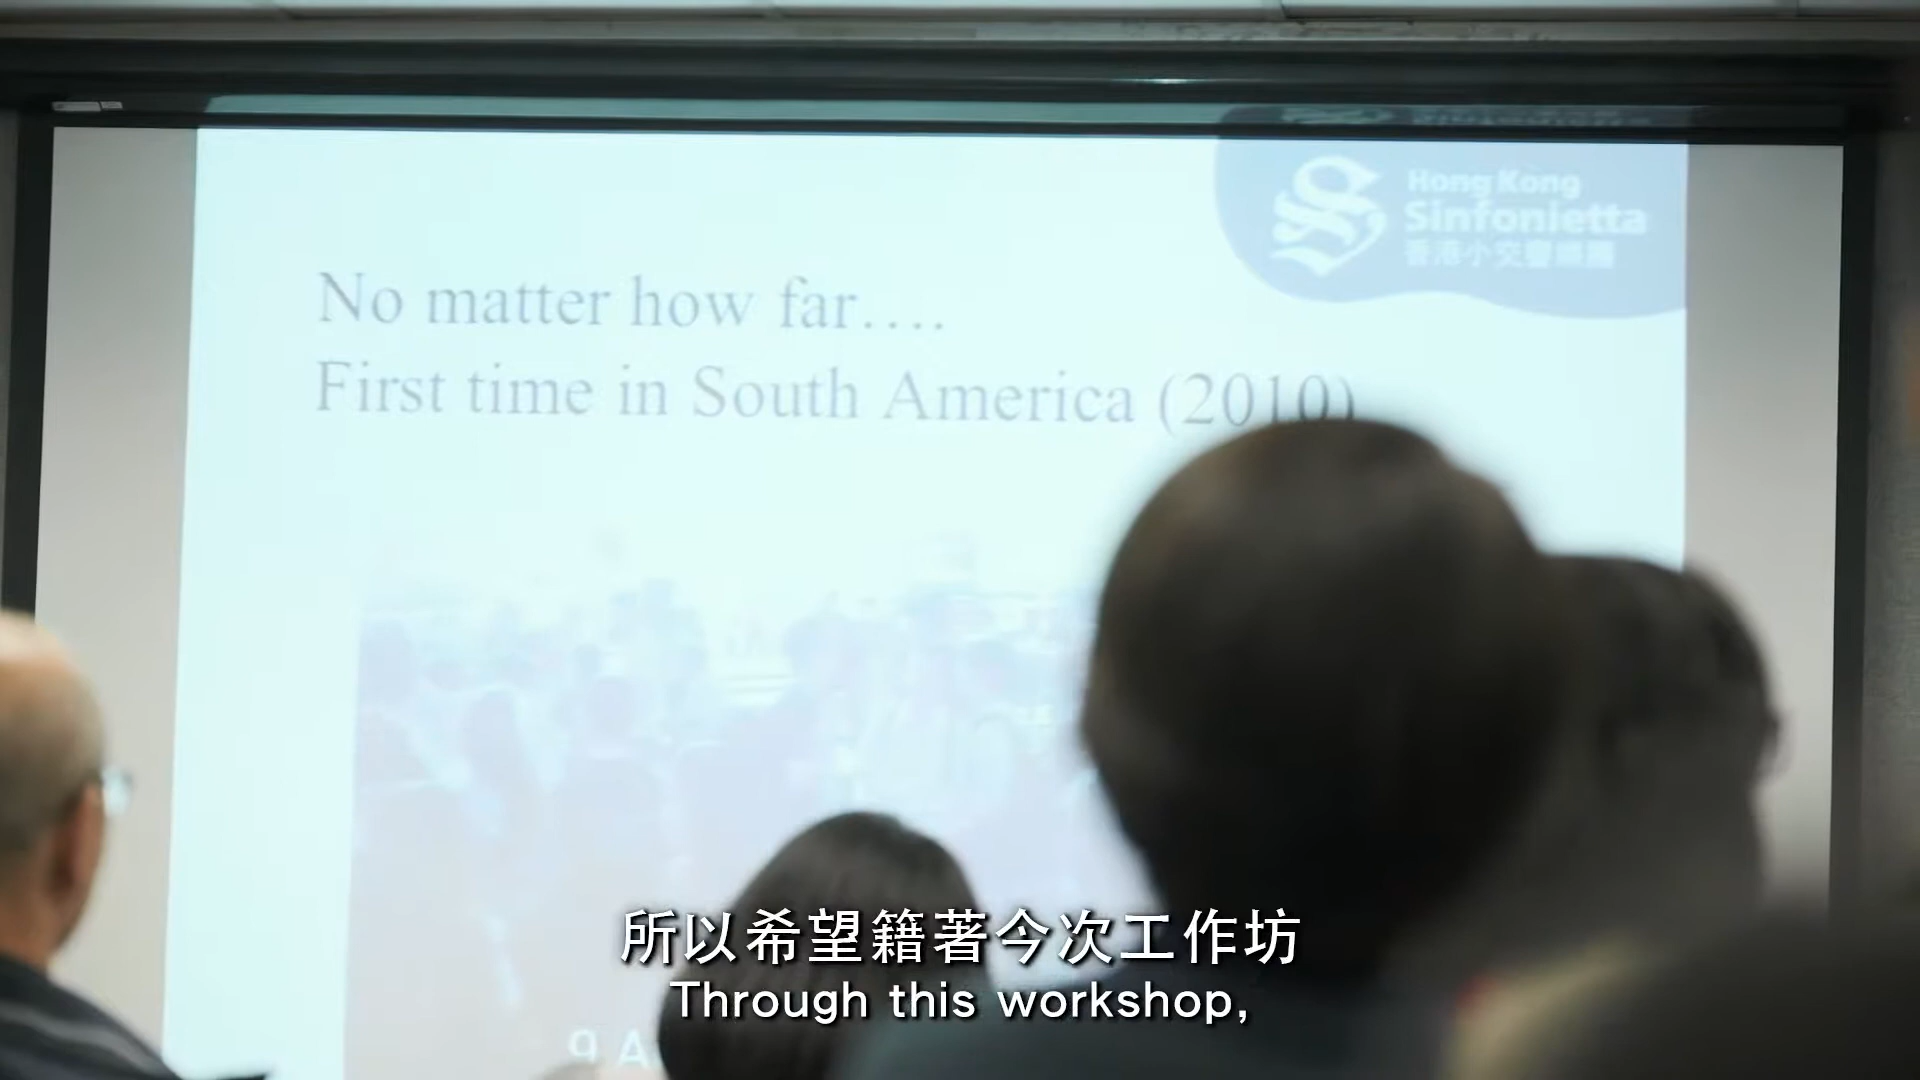 Hong Kong
Sinfonietta
香港小交響樂團
No matter how far....
First time in South America (2010)
所以希望籍著今次工作坊
Through this workshop,